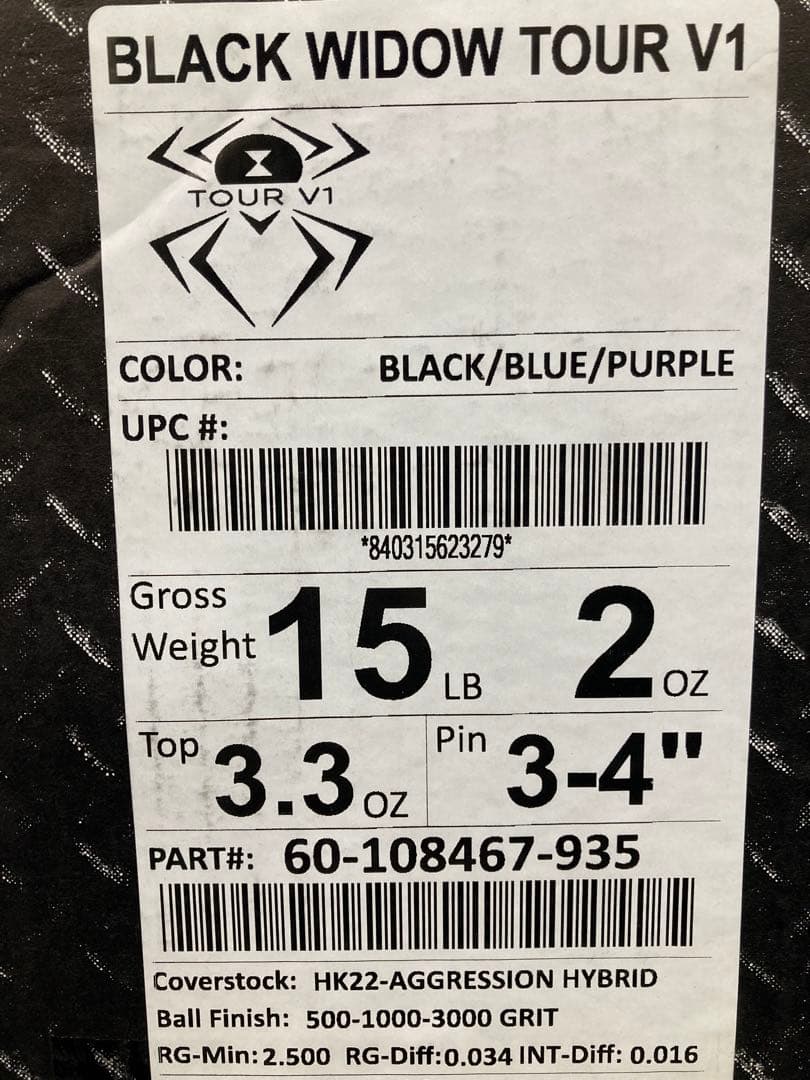 BLACK WIDOW TOUR V1
TOUR V1
COLOR: BLACK/BLUE/PURPLE
UPC #:
*840315623279*
Gross Weight 15 LB 2 OZ
Top 3.3 OZ Pin 3-4"
PART#: 60-108467-935
Coverstock: HK22-AGGRESSION HYBRID
Ball Finish: 500-1000-3000 GRIT
RG-Min: 2.500 RG-Diff:0.034 INT-Diff: 0.016